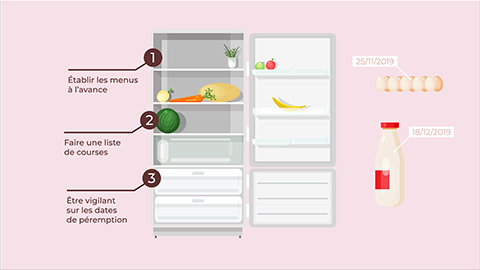 1
Établir les menus
à l'avance
2
Faire une liste
de courses
3
Être vigilant
sur les dates
de péremption
25/11/2019
18/12/2019